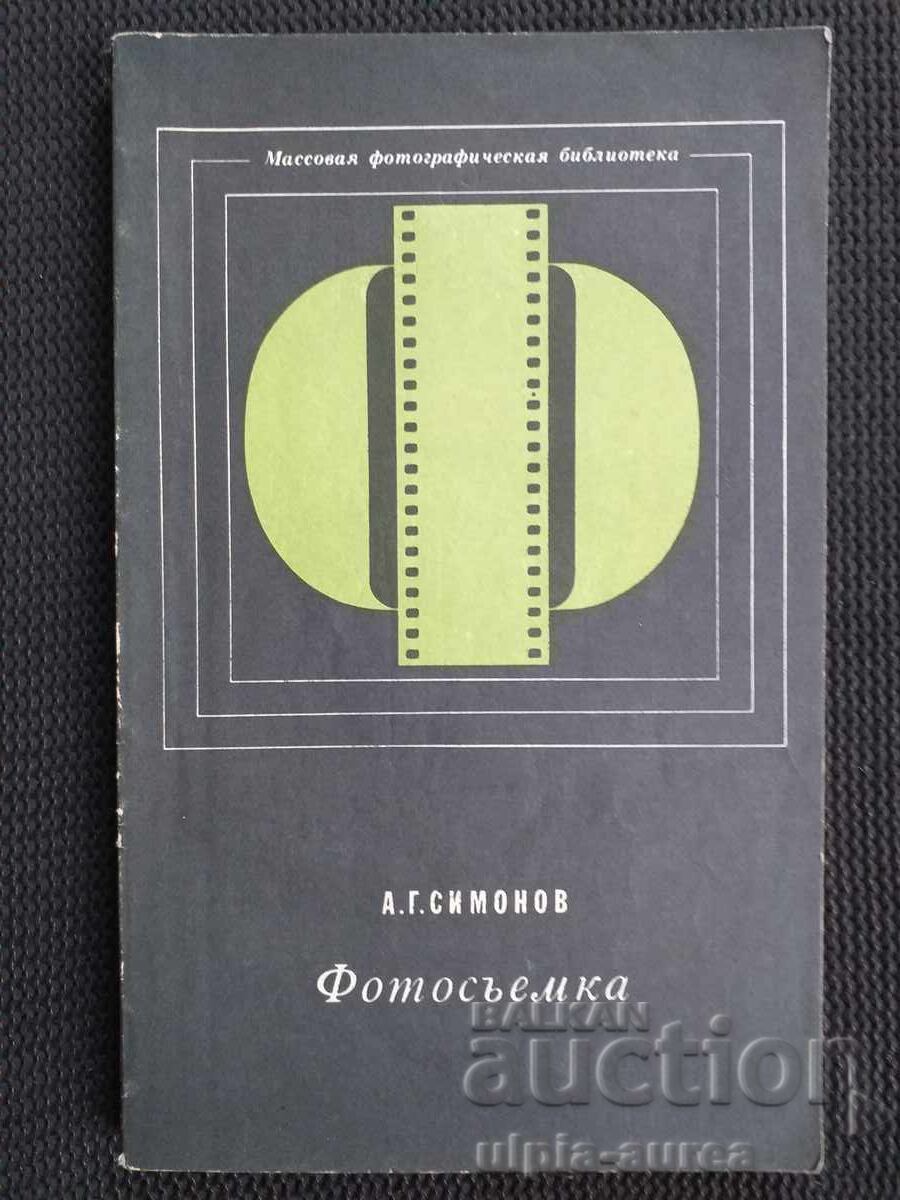 Массовая фотографическая библиотека
А.Г.СИМОНОВ
Фотосъемка
BALKAN
auction
ulpia-aurea